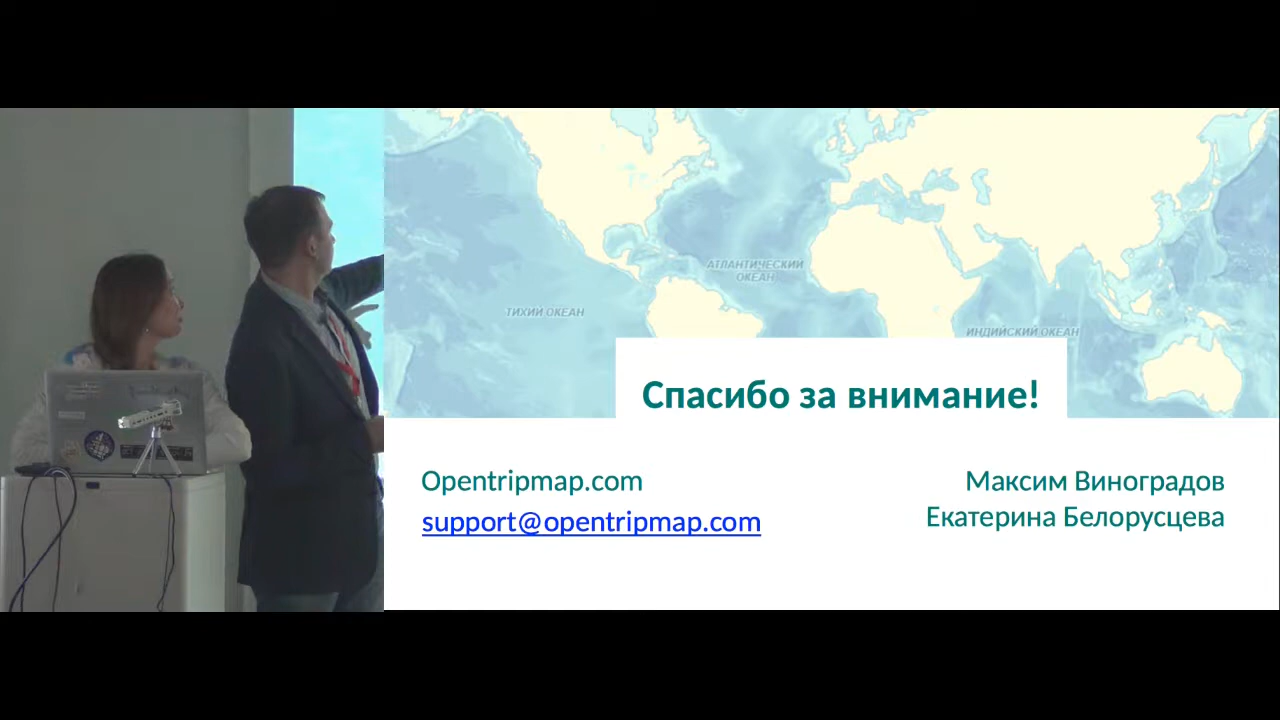 АТЛАНТИЧЕСКИЙ
ОКЕАН
ТИХИЙ ОКЕАН
ИНДИЙСКИЙ ОКЕАН
Спасибо за внимание!
Opentripmap.com
support@opentripmap.com
Максим Виноградов
Екатерина Белорусцева